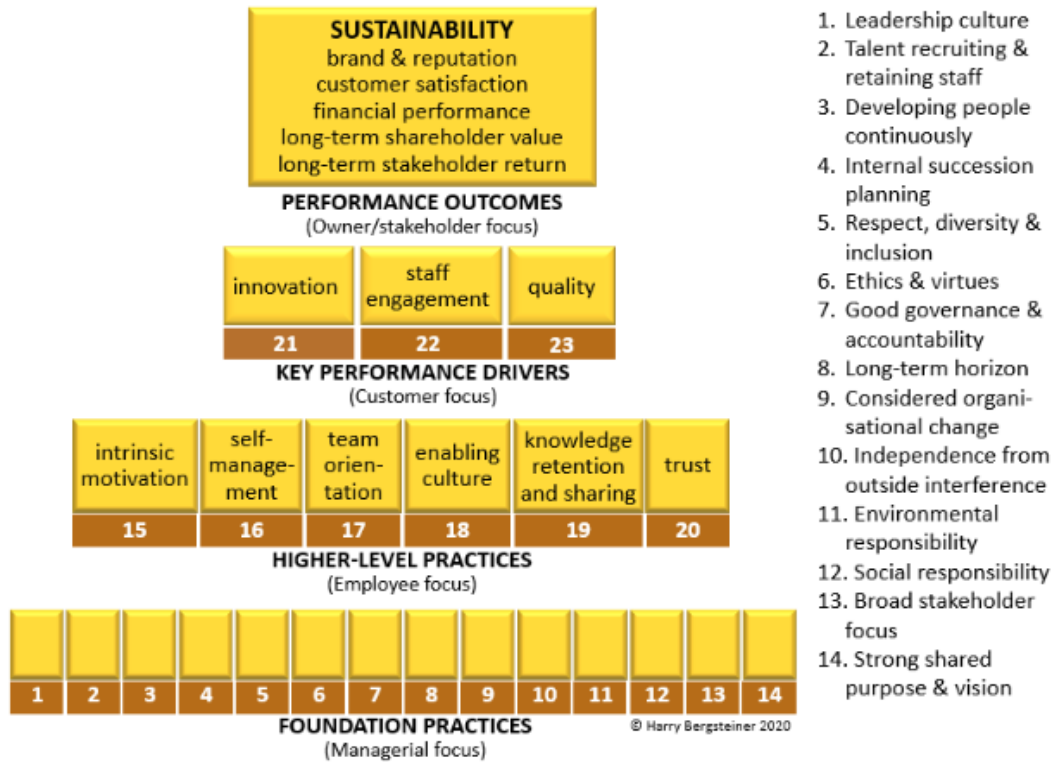 SUSTAINABILITY
brand & reputation
customer satisfaction
financial performance
long-term shareholder value
long-term stakeholder return
PERFORMANCE OUTCOMES
(Owner/stakeholder focus)
innovation
staff
engagement
quality
21
22
23
KEY PERFORMANCE DRIVERS
(Customer focus)
intrinsic
motivation
self-
manage-
ment
team
orien-
tation
enabling
culture
knowledge
retention
and sharing
trust
15
16
17
18
19
20
HIGHER-LEVEL PRACTICES
(Employee focus)
1
2
3
4
5
6
7
8
9
10
11
12
13
14
FOUNDATION PRACTICES
(Managerial focus)
© Harry Bergsteiner 2020
1. Leadership culture
2. Talent recruiting &
retaining staff
3. Developing people
continuously
4. Internal succession
planning
5. Respect, diversity &
inclusion
6. Ethics & virtues
7. Good governance &
accountability
8. Long-term horizon
9. Considered organi-
sational change
10. Independence from
outside interference
11. Environmental
responsibility
12. Social responsibility
13. Broad stakeholder
focus
14. Strong shared
purpose & vision